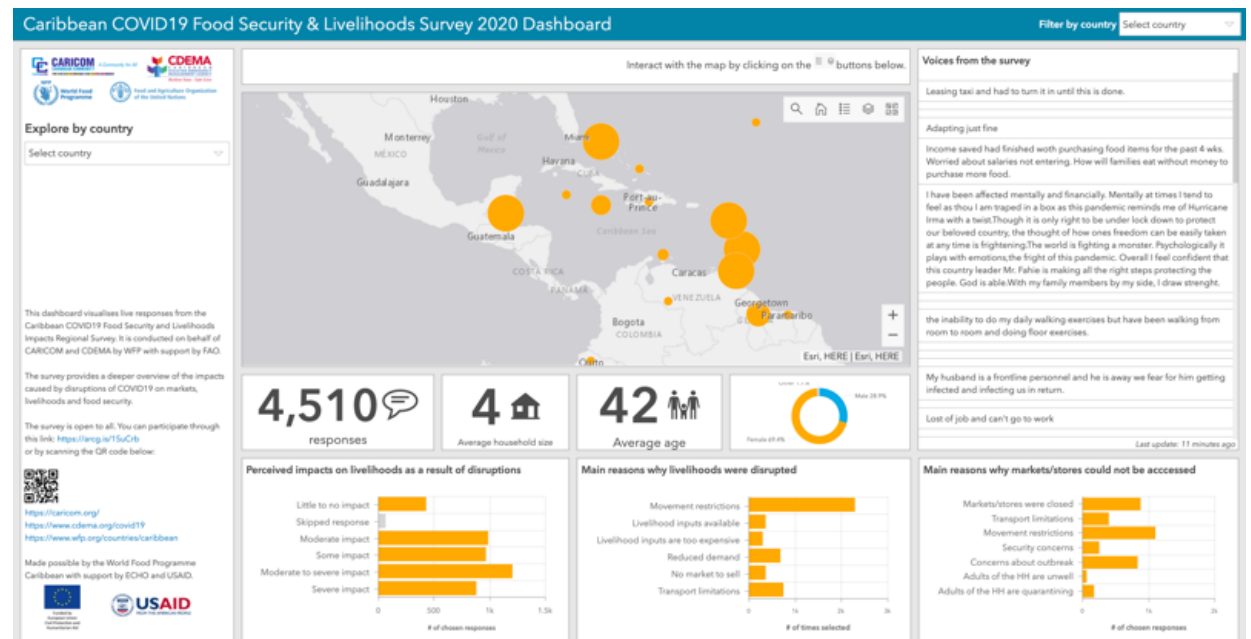 Caribbean COVID19 Food Security & Livelihoods Survey 2020 Dashboard
Filter by country
Select country
CARICOM
CDEMA
World Food
Programme
Food and Agriculture Organization
of the United Nations
Explore by country
Select country
This dashboard visualises live responses from the
Caribbean COVID19 Food Security and Livelihoods
Impacts Regional Survey. It is conducted on behalf of
CARICOM and CDEMA by WFP with support by FAO.
The survey provides a deeper overview of the impacts
caused by disruptions of COVID19 on markets,
livelihoods and food security.
The survey is open to all. You can participate through
this link: https://arcg.is/15uCrb
or by scanning the QR code below:
https://caricom.org/
https://www.cdema.org/covid19
https://www.wfp.org/countries/caribbean
Made possible by the World Food Programme
Caribbean with support by ECHO and USAID.
USAID
Interact with the map by clicking on the buttons below.
Houston
Monterrey
Gulf of
Mexico
Miami
MÉXICO
Havana
CUBA
Guadalajara
Port-au-
Prince
Guatemala
Caribbean Sea
COSTA RICA
Caracas
PANAMA
VENEZUELA
Georgetown
Paramaribo
Bogota
COLOMBIA
Quito
Esri, HERE | Esri, HERE
4,510
responses
4
Average household size
42
Average age
Male 28.9%
Female 69.4%
Voices from the survey
Leasing taxi and had to turn it in until this is done.
Adapting just fine
Income saved had finished woth purchasing food items for the past 4 wks.
Worried about salaries not entering. How will families eat without money to
purchase more food.
I have been affected mentally and financially. Mentally at times I tend to
feel as thou I am traped in a box as this pandemic reminds me of Hurricane
Irma with a twist.Though it is only right to be under lock down to protect
our beloved country, the thought of how ones freedom can be easily taken
at any time is frightening.The world is fighting a monster. Psychologically it
plays with emotions,the fright of this pandemic. Overall I feel confident that
this country leader Mr. Fahie is making all the right steps protecting the
people. God is able.With my family members by my side, I draw strenght.
the inability to do my daily walking exercises but have been walking from
room to room and doing floor exercises.
My husband is a frontline personnel and he is away we fear for him getting
infected and infecting us in return.
Lost of job and can't go to work
Last update: 11 minutes ago
Perceived impacts on livelihoods as a result of disruptions
Little to no impact
Skipped response
Moderate impact
Some impact
Moderate to severe impact
Severe impact
0 500 1k 1.5k
# of chosen responses
Main reasons why livelihoods were disrupted
Movement restrictions
Livelihood inputs available
Livelihood inputs are too expensive
Reduced demand
No market to sell
Transport limitations
0 1k 2k 3k
# of times selected
Main reasons why markets/stores could not be acccessed
Markets/stores were closed
Transport limitations
Movement restrictions
Security concerns
Concerns about outbreak
Adults of the HH are unwell
Adults of the HH are quarantining
0 1k 2k
# of chosen responses